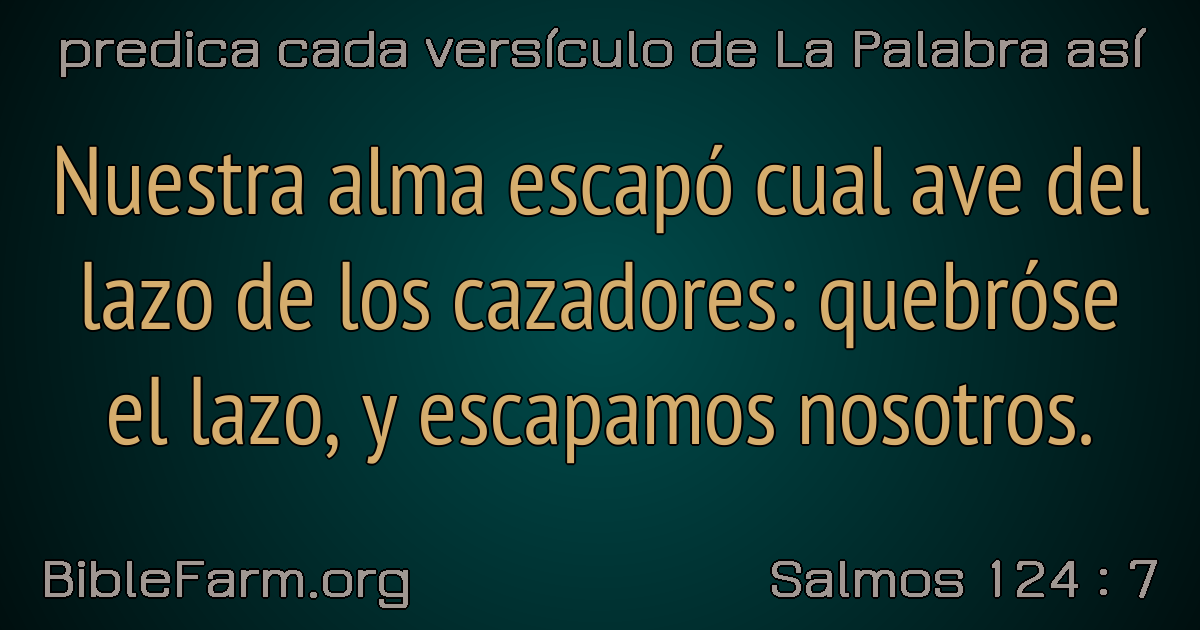 predica cada versículo de La Palabra así
Nuestra alma escapó cual ave del
lazo de los cazadores: quebróse
el lazo, y escapamos nosotros.
BibleFarm.org
Salmos 124 : 7